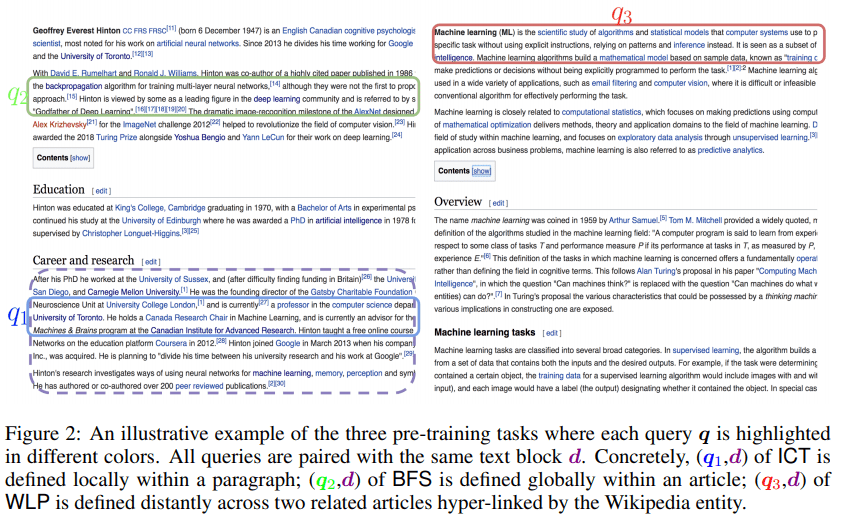 q3
Geoffrey Everest Hinton CC FRS FRSC[11] (born 6 December 1947) is an English Canadian cognitive psychologis
scientist, most noted for his work on artificial neural networks. Since 2013 he divides his time working for Google
and the University of Toronto.[12][13]
With David E. Rumelhart and Ronald J. Williams, Hinton was co-author of a highly cited paper published in 1986
q2
the backpropagation algorithm for training multi-layer neural networks,[14] although they were not the first to propo
approach.[15] Hinton is viewed by some as a leading figure in the deep learning community and is referred to by s
"Godfather of Deep Learning".[16][17][18][19][20] The dramatic image-recognition milestone of the AlexNet designed
Alex Krizhevsky[21] for the ImageNet challenge 2012[22] helped to revolutionize the field of computer vision.[23] Hi
awarded the 2018 Turing Prize alongside Yoshua Bengio and Yann LeCun for their work on deep learning.[24]
Contents [show]
Education [ edit ]
Hinton was educated at King's College, Cambridge graduating in 1970, with a Bachelor of Arts in experimental ps
continued his study at the University of Edinburgh where he was awarded a PhD in artificial intelligence in 1978 fo
supervised by Christopher Longuet-Higgins.[3][25]
Career and research [ edit ]
After his PhD he worked at the University of Sussex, and (after difficulty finding funding in Britain)[26] the Universi
San Diego, and Carnegie Mellon University.[1] He was the founding director of the Gatsby Charitable Foundation
q1
Neuroscience Unit at University College London,[1] and is currently[27] a professor in the computer science depar
University of Toronto. He holds a Canada Research Chair in Machine Learning, and is currently an advisor for the
Machines & Brains program at the Canadian Institute for Advanced Research. Hinton taught a free online course
Networks on the education platform Coursera in 2012.[28] Hinton joined Google in March 2013 when his company
Inc., was acquired. He is planning to "divide his time between his university research and his work at Google".[29]
Hinton's research investigates ways of using neural networks for machine learning, memory, perception and sym
He has authored or co-authored over 200 peer reviewed publications.[2][30]
Machine learning (ML) is the scientific study of algorithms and statistical models that computer systems use to p
specific task without using explicit instructions, relying on patterns and inference instead. It is seen as a subset of
intelligence. Machine learning algorithms build a mathematical model based on sample data, known as "training d
make predictions or decisions without being explicitly programmed to perform the task.[1][2]:2 Machine learning alg
used in a wide variety of applications, such as email filtering and computer vision, where it is difficult or infeasible
conventional algorithm for effectively performing the task.
Machine learning is closely related to computational statistics, which focuses on making predictions using comput
of mathematical optimization delivers methods, theory and application domains to the field of machine learning. D
field of study within machine learning, and focuses on exploratory data analysis through unsupervised learning.[3]
application across business problems, machine learning is also referred to as predictive analytics.
Contents [show]
Overview [ edit ]
The name machine learning was coined in 1959 by Arthur Samuel.[5] Tom M. Mitchell provided a widely quoted, n
definition of the algorithms studied in the machine learning field: "A computer program is said to learn from experi
respect to some class of tasks T and performance measure P if its performance at tasks in T, as measured by P,
experience E."[6] This definition of the tasks in which machine learning is concerned offers a fundamentally operat
rather than defining the field in cognitive terms. This follows Alan Turing's proposal in his paper "Computing Mach
Intelligence", in which the question "Can machines think?" is replaced with the question "Can machines do what w
entities) can do?".[7] In Turing's proposal the various characteristics that could be possessed by a thinking machin
various implications in constructing one are exposed.
Machine learning tasks [ edit ]
Machine learning tasks are classified into several broad categories. In supervised learning, the algorithm builds a
from a set of data that contains both the inputs and the desired outputs. For example, if the task were determining
contained a certain object, the training data for a supervised learning algorithm would include images with and wit
input), and each image would have a label (the output) designating whether it contained the object. In special cas
Figure 2: An illustrative example of the three pre-training tasks where each query q is highlighted
in different colors. All queries are paired with the same text block d. Concretely, (q1,d) of ICT is
defined locally within a paragraph; (q2,d) of BFS is defined globally within an article; (q3,d) of
WLP is defined distantly across two related articles hyper-linked by the Wikipedia entity.